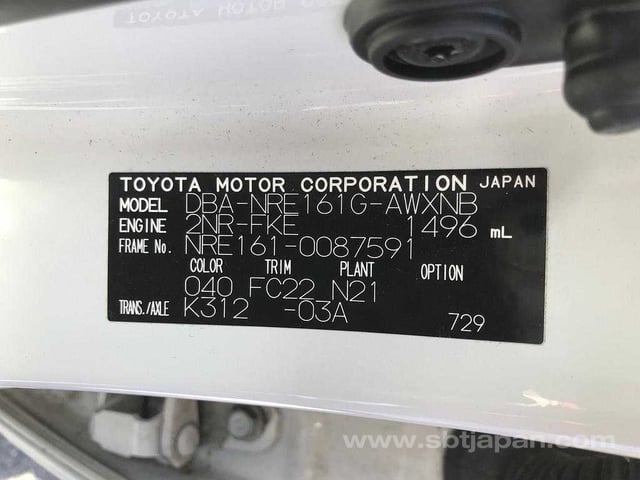 TOYOTA MOTOR CORPORATION JAPAN
MODEL DBA-NRE161G-AWXNB
ENGINE 2NR-FKE 1496 mL
FRAME No. NRE161-0087591
COLOR TRIM PLANT OPTION
040 FC22 N21
TRANS./AXLE K312 -03A
729
www.sbtjapan.com